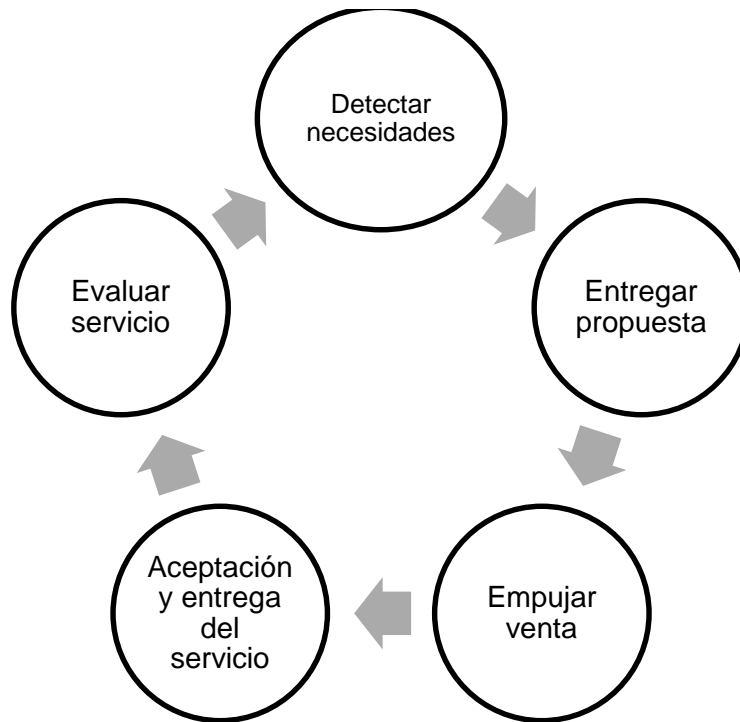 Detectar
necesidades
Entregar
propuesta
Empujar
venta
Aceptación
y entrega
del
servicio
Evaluar
servicio